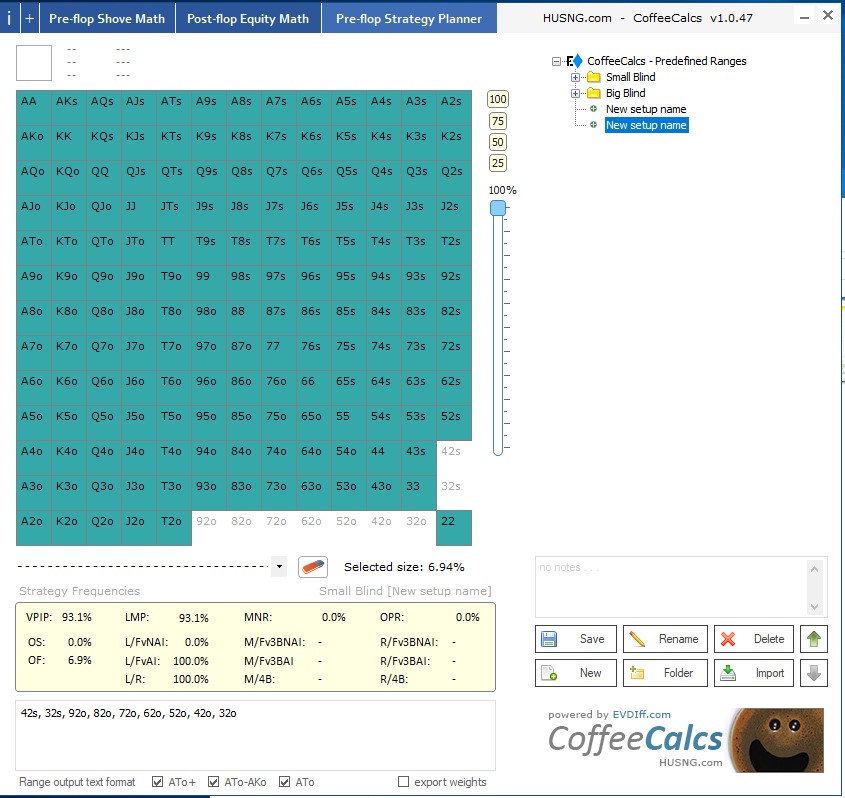 i + Pre-flop Shove Math Post-flop Equity Math Pre-flop Strategy Planner HUSNG.com - CoffeeCalcs v1.0.47
-- ---
-- ---
-- ---
CoffeeCalcs - Predefined Ranges
Small Blind
Big Blind
New setup name
New setup name
AA AKs AQs AJs ATs A9s A8s A7s A6s A5s A4s A3s A2s
AKo KK KQs KJs KTs K9s K8s K7s K6s K5s K4s K3s K2s
AQo KQo QQ QJs QTs Q9s Q8s Q7s Q6s Q5s Q4s Q3s Q2s
AJo KJo QJo JJ JTs J9s J8s J7s J6s J5s J4s J3s J2s
ATo KTo QTo JTo TT T9s T8s T7s T6s T5s T4s T3s T2s
A9o K9o Q9o J9o T9o 99 98s 97s 96s 95s 94s 93s 92s
A8o K8o Q8o J8o T8o 98o 88 87s 86s 85s 84s 83s 82s
A7o K7o Q7o J7o T7o 97o 87o 77 76s 75s 74s 73s 72s
A6o K6o Q6o J6o T6o 96o 86o 76o 66 65s 64s 63s 62s
A5o K5o Q5o J5o T5o 95o 85o 75o 65o 55 54s 53s 52s
A4o K4o Q4o J4o T4o 94o 84o 74o 64o 54o 44 43s 42s
A3o K3o Q3o J3o T3o 93o 83o 73o 63o 53o 43o 33 32s
A2o K2o Q2o J2o T2o 92o 82o 72o 62o 52o 42o 32o 22
100
75
50
25
100%
Selected size: 6.94%
Strategy Frequencies Small Blind [New setup name]
VPIP: 93.1% LMP: 93.1% MNR: 0.0% OPR: 0.0%
OS: 0.0% L/FvNAI: 0.0% M/Fv3BNAI: - R/Fv3BNAI: -
OF: 6.9% L/FvAI: 100.0% M/Fv3BAI - R/Fv3BAI: -
L/R: 100.0% M/4B: - R/4B: -
42s, 32s, 92o, 82o, 72o, 62o, 52o, 42o, 32o
Range output text format ATo+ ATo-AKo ATo export weights
no notes . . .
Save Rename Delete
New Folder Import
powered by EVDiff.com
CoffeeCalcs
HUSNG.com